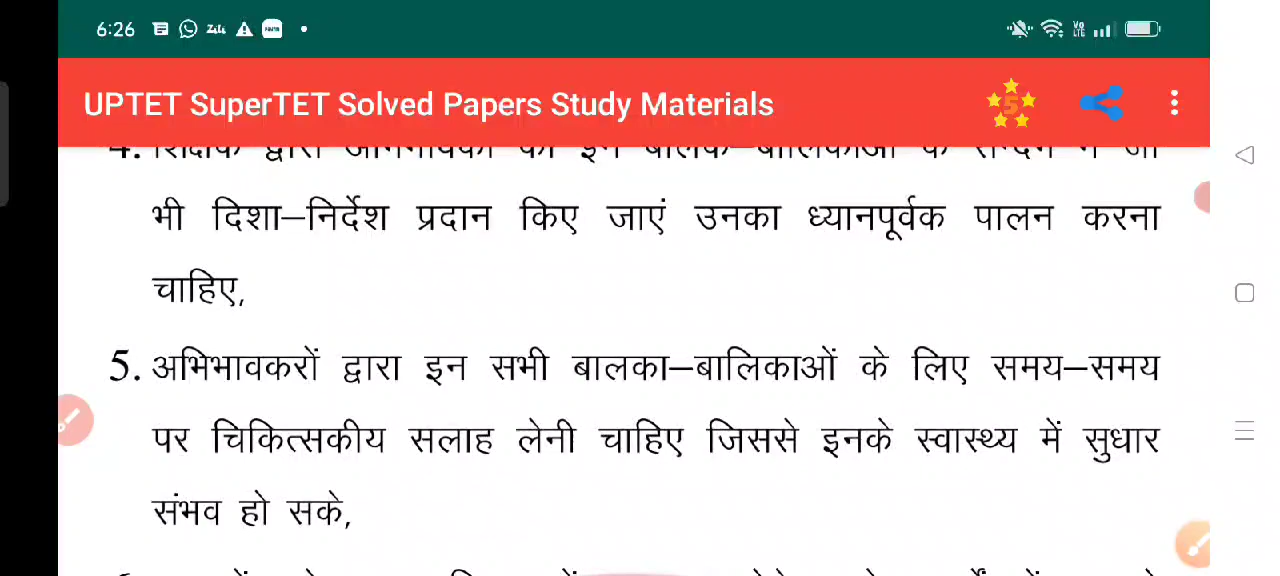 6:26
UPTET SuperTET Solved Papers Study Materials
5
भी दिशा–निर्देश प्रदान किए जाएं उनका ध्यानपूर्वक पालन करना
चाहिए,
5. अभिभावकरों द्वारा इन सभी बालका–बालिकाओं के लिए समय–समय
पर चिकित्सकीय सलाह लेनी चाहिए जिससे इनके स्वास्थ्य में सुधार
संभव हो सके,